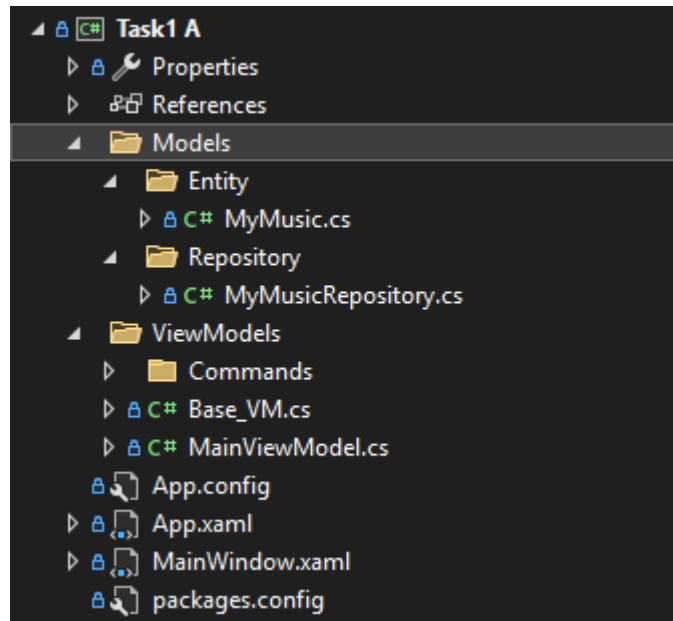 C# Task1 A
Properties
References
Models
Entity
C# MyMusic.cs
Repository
C# MyMusicRepository.cs
ViewModels
Commands
C# Base_VM.cs
C# MainViewModel.cs
App.config
App.xaml
MainWindow.xaml
packages.config